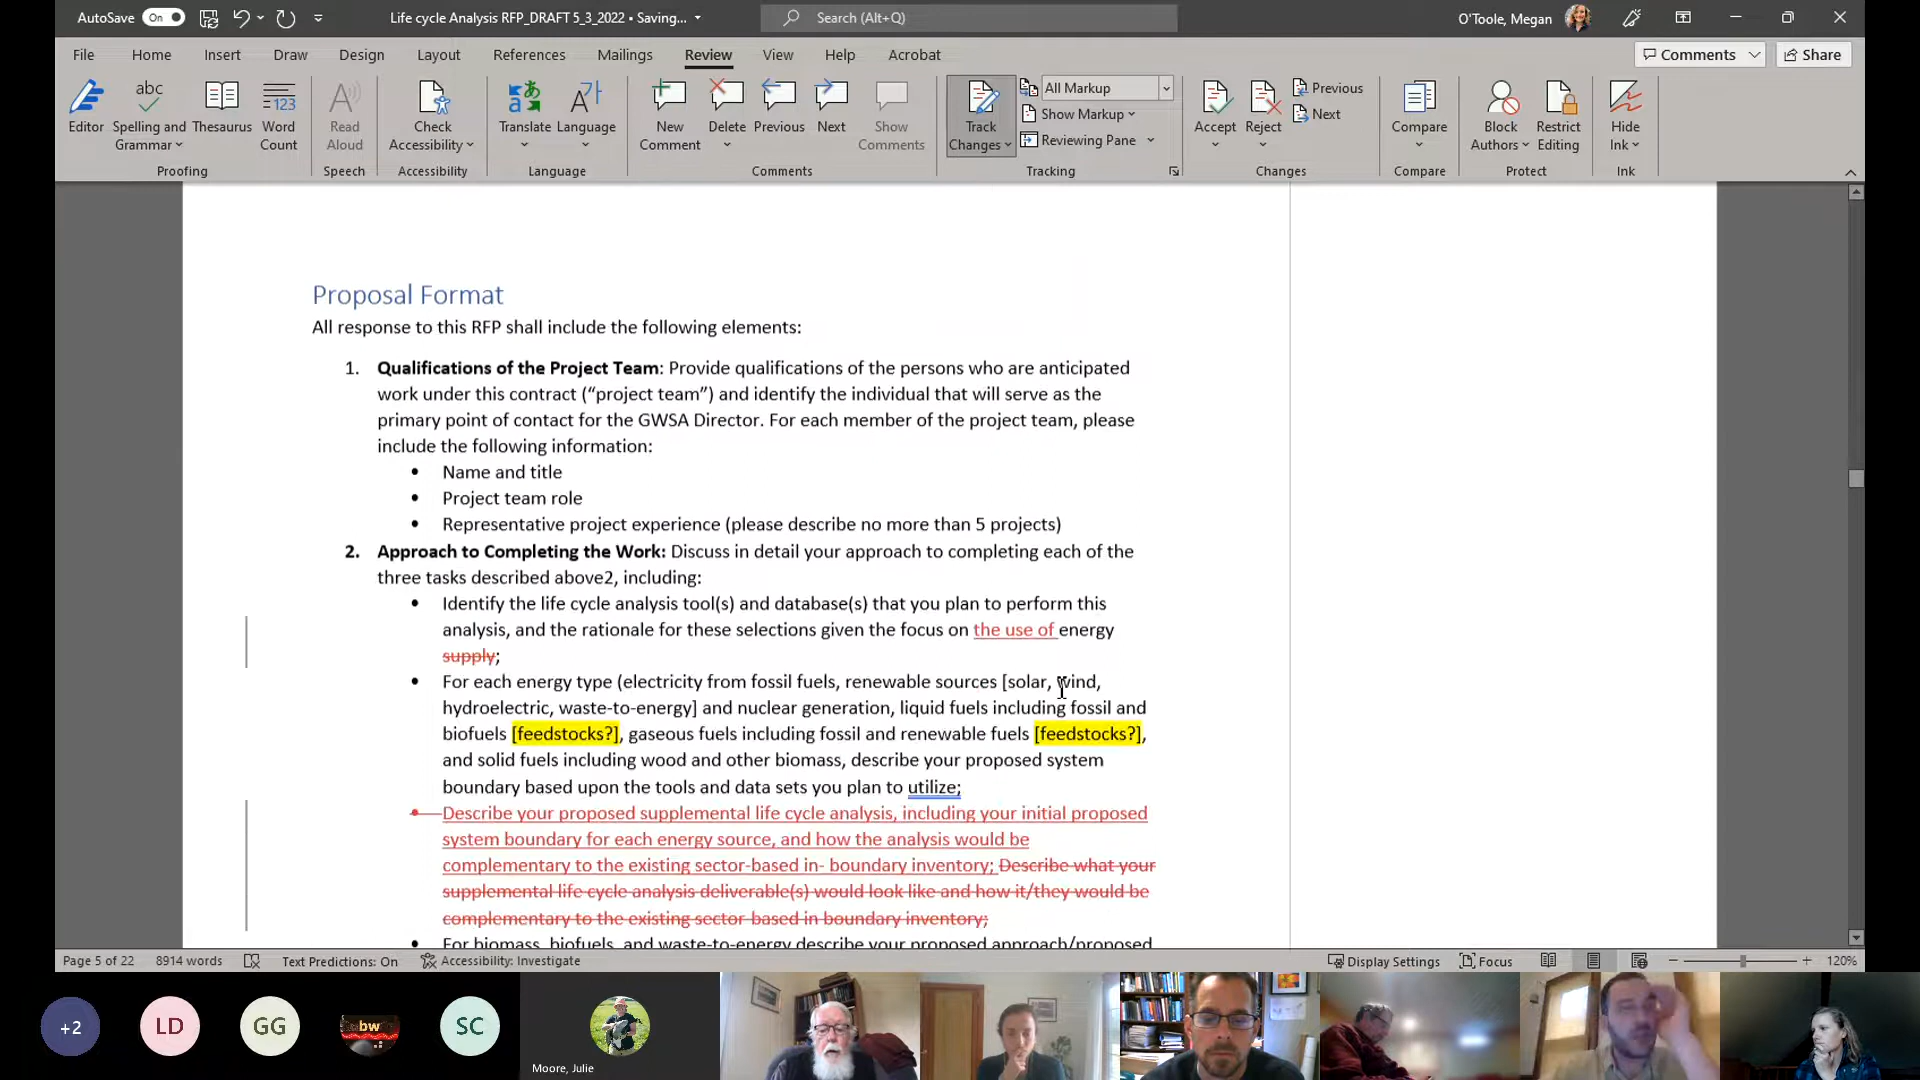 AutoSave On Life cycle Analysis RFP_DRAFT 5_3_2022 • Saving... Search (Alt+Q) O'Toole, Megan
File Home Insert Draw Design Layout References Mailings Review View Help Acrobat Comments Share
Editor Spelling and Grammar Thesaurus Word Count Read Aloud Check Accessibility Translate Language New Comment Delete Previous Next Show Comments Track Changes All Markup Show Markup Reviewing Pane Accept Reject Previous Next Compare Block Authors Restrict Editing Hide Ink
abc 123
Proofing Speech Accessibility Language Comments Tracking Changes Compare Protect Ink
Proposal Format
All response to this RFP shall include the following elements:
1. Qualifications of the Project Team: Provide qualifications of the persons who are anticipated
work under this contract (“project team”) and identify the individual that will serve as the
primary point of contact for the GWSA Director. For each member of the project team, please
include the following information:
• Name and title
• Project team role
• Representative project experience (please describe no more than 5 projects)
2. Approach to Completing the Work: Discuss in detail your approach to completing each of the
three tasks described above2, including:
• Identify the life cycle analysis tool(s) and database(s) that you plan to perform this
analysis, and the rationale for these selections given the focus on the use of energy
supply;
• For each energy type (electricity from fossil fuels, renewable sources [solar, wind,
hydroelectric, waste-to-energy] and nuclear generation, liquid fuels including fossil and
biofuels [feedstocks?], gaseous fuels including fossil and renewable fuels [feedstocks?],
and solid fuels including wood and other biomass, describe your proposed system
boundary based upon the tools and data sets you plan to utilize;
• Describe your proposed supplemental life cycle analysis, including your initial proposed
system boundary for each energy source, and how the analysis would be
complementary to the existing sector-based in- boundary inventory; Describe what your
supplemental life cycle analysis deliverable(s) would look like and how it/they would be
complementary to the existing sector-based in boundary inventory;
• For biomass, biofuels, and waste-to-energy describe your proposed approach/proposed
Page 5 of 22 8914 words Text Predictions: On Accessibility: Investigate Display Settings Focus 120%
+2 LD GG bw SC
Moore, Julie